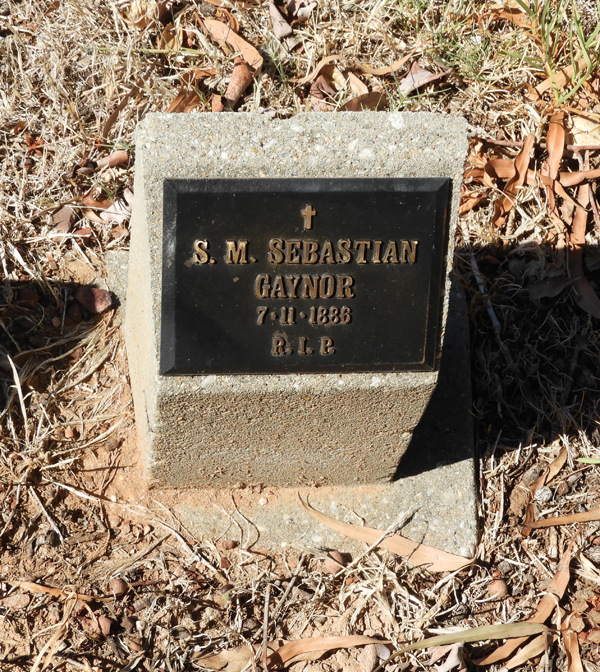 S. M. SEBASTIAN
GAYNOR
7·11·1886
R. I. P.